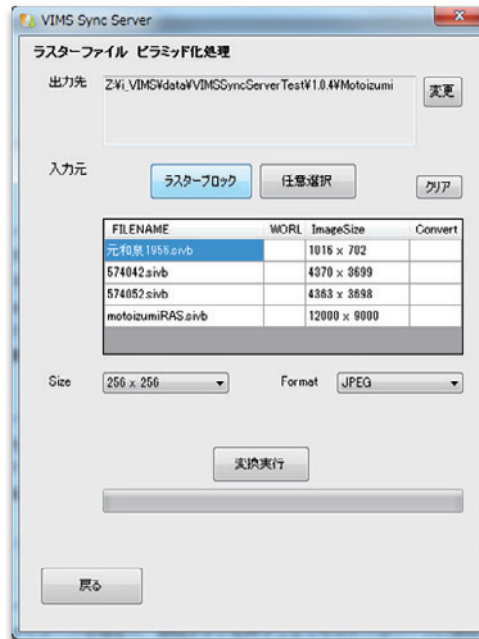 VIMS Sync Server
ラスターファイル ピラミッド化処理
出力先 Z:¥i_VIMS¥data¥VIMSSyncServerTest¥1.0.4¥Motoizumi 変更
入力元 ラスターブロック 任意選択 クリア
FILENAME WORL ImageSize Convert
元和泉1956.sivb 1016 x 702
574042.sivb 4370 x 3699
574052.sivb 4363 x 3698
motoizumiRAS.sivb 12000 x 9000
Size 256 x 256 Format JPEG
変換実行
戻る